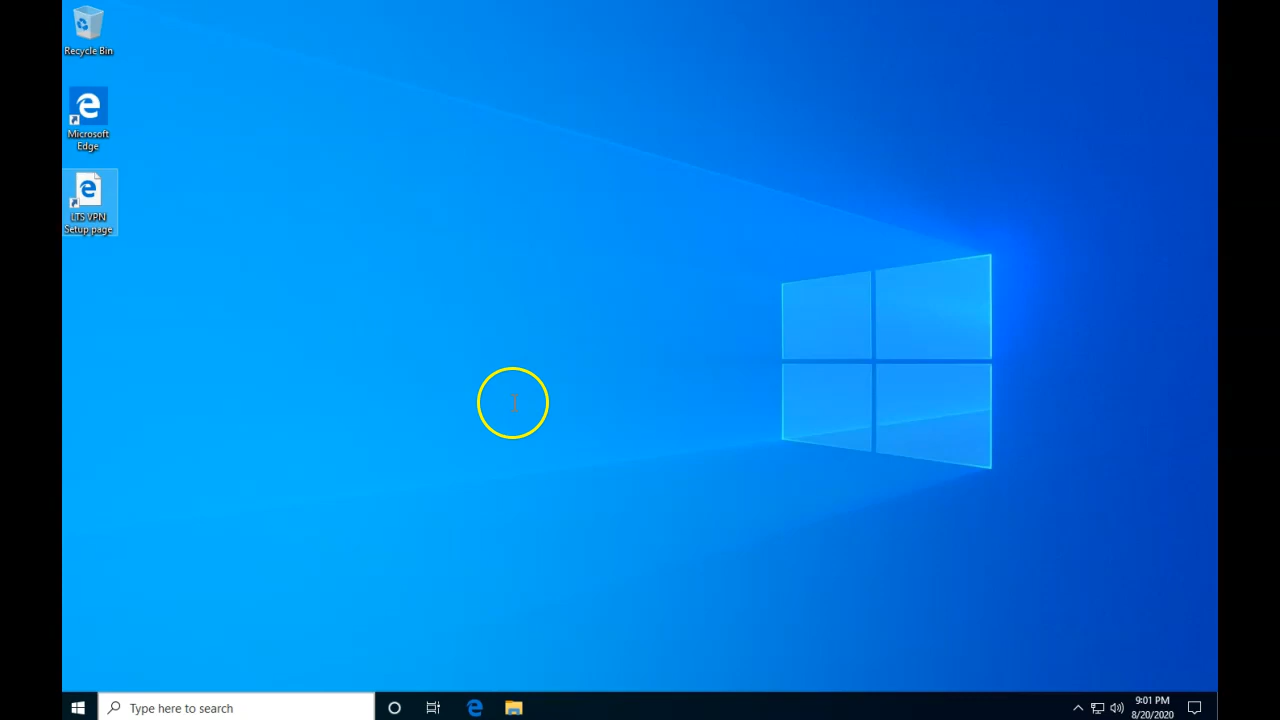 Recycle Bin
Microsoft
Edge
LTS VPN
Setup page
Type here to search
9:01 PM
8/20/2020